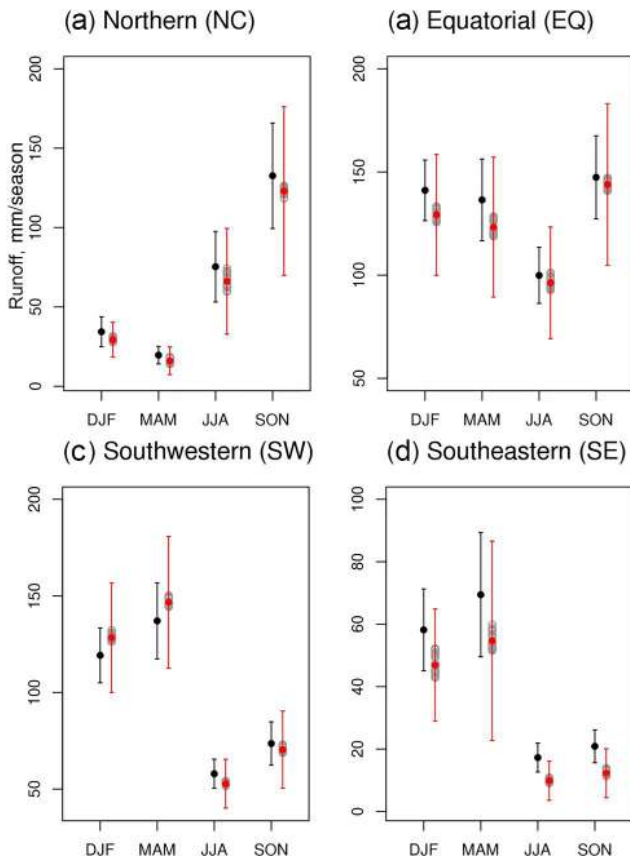 (a) Northern (NC)
(a) Equatorial (EQ)
Runoff, mm/season
200
150
100
50
0
DJF MAM JJA SON
200
150
100
50
DJF MAM JJA SON
(c) Southwestern (SW)
(d) Southeastern (SE)
200
150
100
50
DJF MAM JJA SON
100
80
60
40
20
0
DJF MAM JJA SON